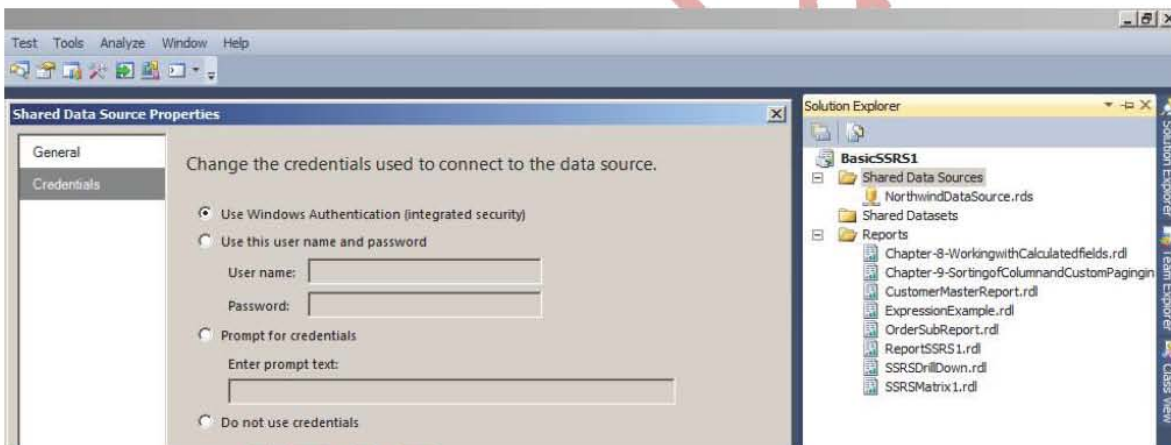 Test Tools Analyze Window Help
Shared Data Source Properties
General
Credentials
Change the credentials used to connect to the data source.
Use Windows Authentication (integrated security)
Use this user name and password
User name:
Password:
Prompt for credentials
Enter prompt text:
Do not use credentials
Solution Explorer
BasicSSRS1
Shared Data Sources
NorthwindDataSource.rds
Shared Datasets
Reports
Chapter-8-WorkingwithCalculatedfields.rdl
Chapter-9-SortingofColumnandCustomPagingin
CustomerMasterReport.rdl
ExpressionExample.rdl
OrderSubReport.rdl
ReportSSRS1.rdl
SSRSDrillDown.rdl
SSRSMatrix1.rdl
Solution Explorer
Team Explorer
Class View